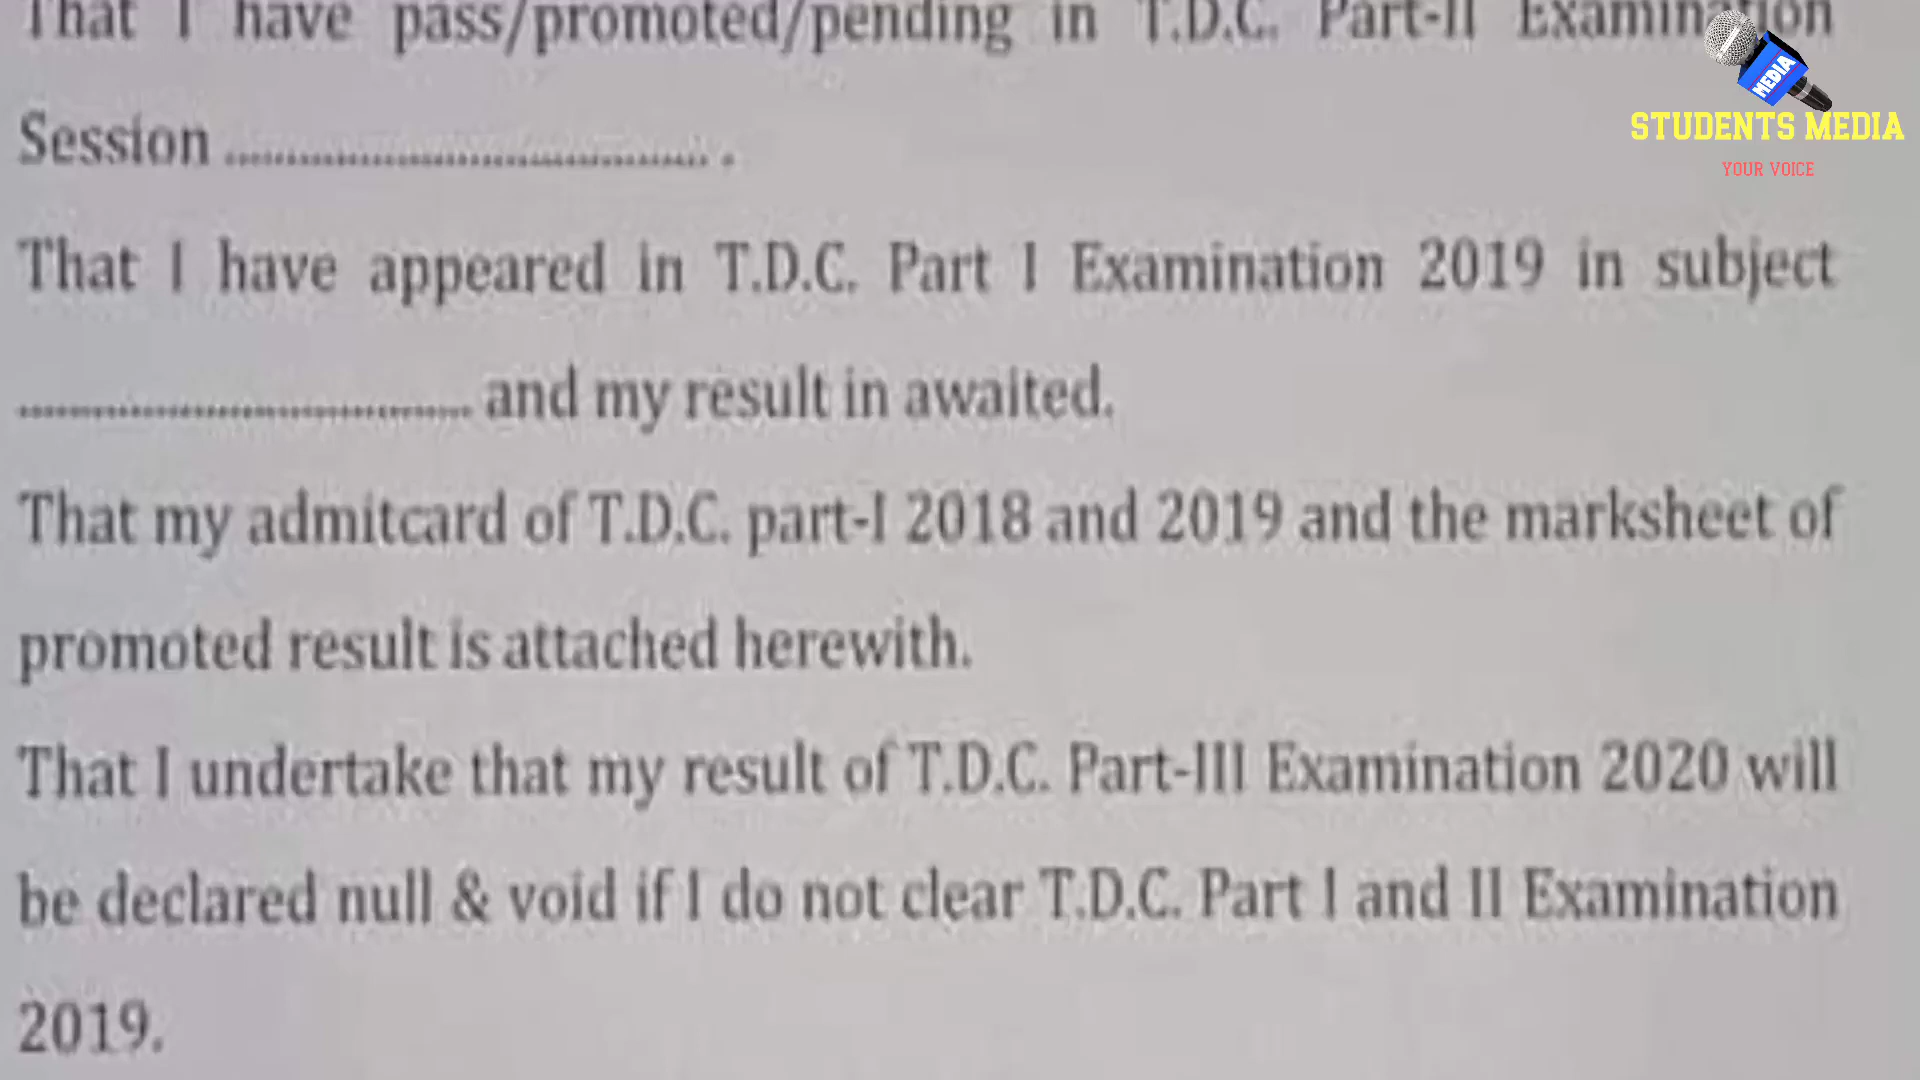 That I have pass/promoted/pending in T.D.C. Part-II Examination
MEDIA
STUDENTS MEDIA
YOUR VOICE
Session ................................................ .
That I have appeared in T.D.C. Part I Examination 2019 in subject
............................................. and my result in awaited.
That my admitcard of T.D.C. part-I 2018 and 2019 and the marksheet of
promoted result is attached herewith.
That I undertake that my result of T.D.C. Part-III Examination 2020 will
be declared null & void if I do not clear T.D.C. Part I and II Examination
2019.